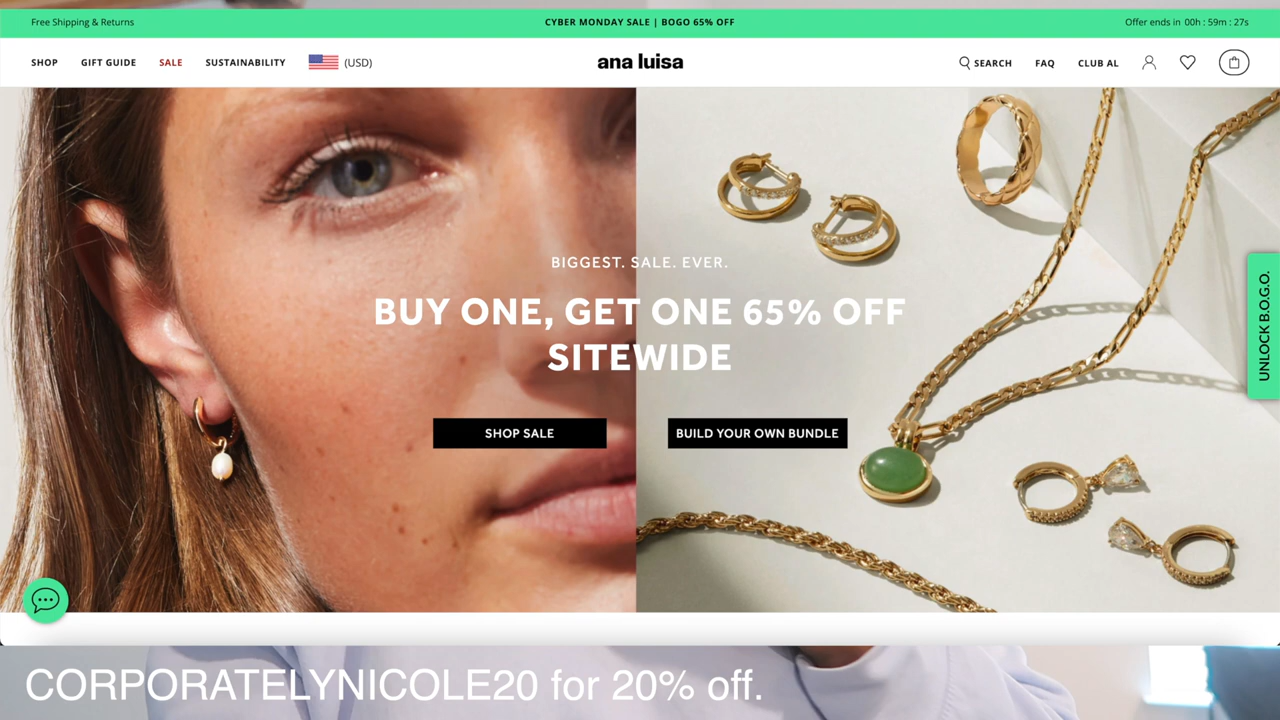 Free Shipping & Returns
CYBER MONDAY SALE | BOGO 65% OFF
Offer ends in 00h : 59m : 27s
SHOP
GIFT GUIDE
SALE
SUSTAINABILITY
(USD)
ana luisa
SEARCH
FAQ
CLUB AL
BIGGEST. SALE. EVER.
BUY ONE, GET ONE 65% OFF
SITEWIDE
SHOP SALE
BUILD YOUR OWN BUNDLE
UNLOCK B.O.G.O.
CORPORATELYNICOLE20 for 20% off.